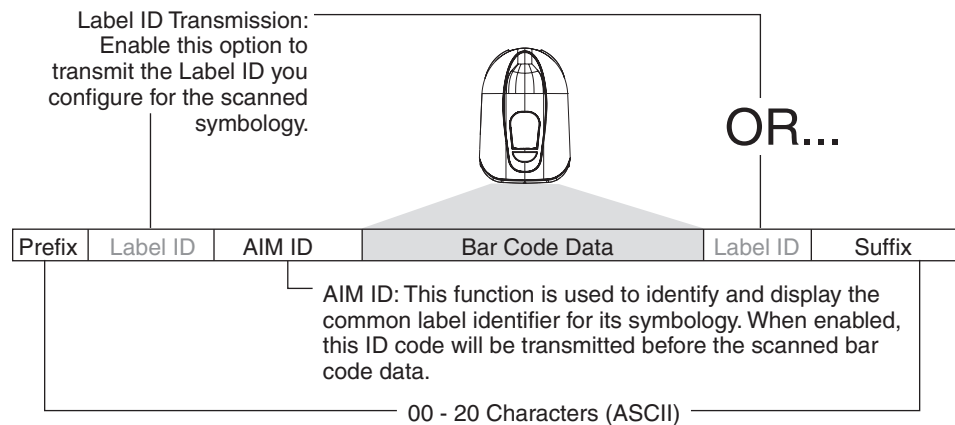 Label ID Transmission:
Enable this option to
transmit the Label ID you
configure for the scanned
symbology.
OR...
Prefix Label ID AIM ID Bar Code Data Label ID Suffix
AIM ID: This function is used to identify and display the
common label identifier for its symbology. When enabled,
this ID code will be transmitted before the scanned bar
code data.
00 - 20 Characters (ASCII)